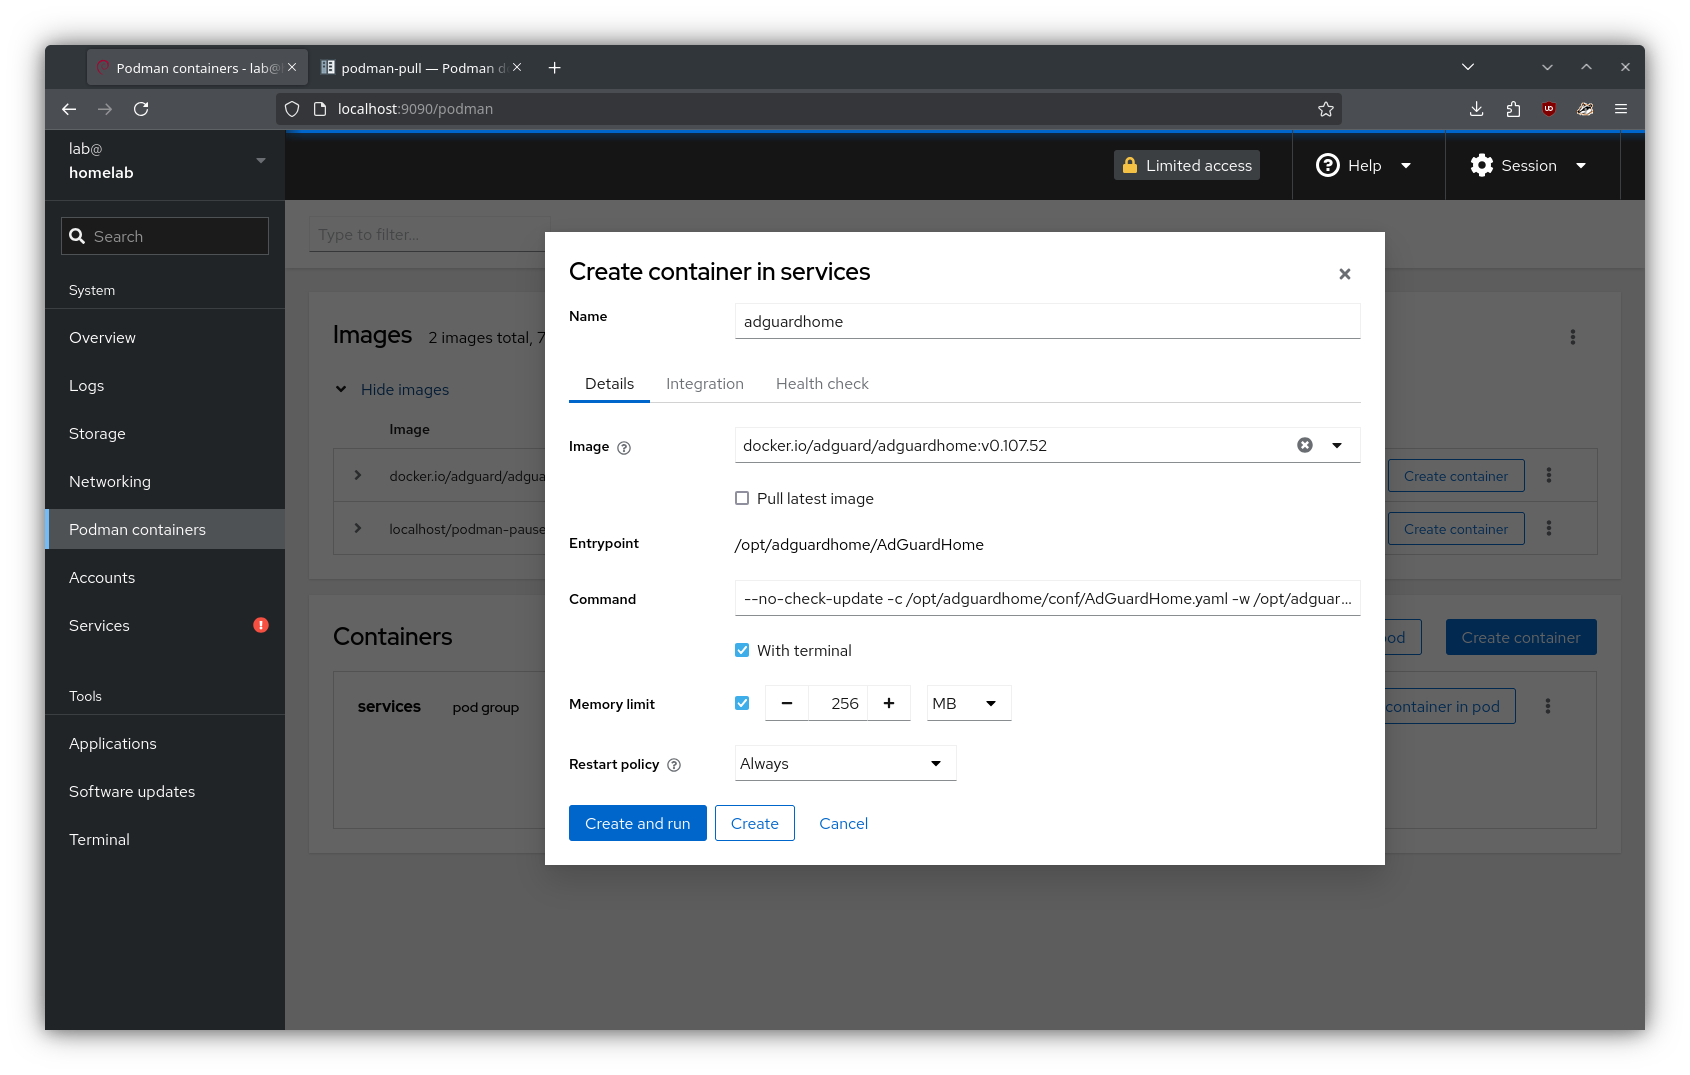 Podman containers - lab@
podman-pull — Podman d
localhost:9090/podman
lab@
homelab
Limited access
Help
Session
Search
System
Overview
Logs
Storage
Networking
Podman containers
Accounts
Services
Tools
Applications
Software updates
Terminal
Type to filter...
Images 2 images total, 7
Hide images
Image
docker.io/adguard/adgua
Create container
localhost/podman-pause
Create container
Containers
od
Create container
services pod group
container in pod
Create container in services
Name
adguardhome
Details Integration Health check
Image
docker.io/adguard/adguardhome:v0.107.52
Pull latest image
Entrypoint
/opt/adguardhome/AdGuardHome
Command
--no-check-update -c /opt/adguardhome/conf/AdGuardHome.yaml -w /opt/adguar...
With terminal
Memory limit
256
MB
Restart policy
Always
Create and run
Create
Cancel